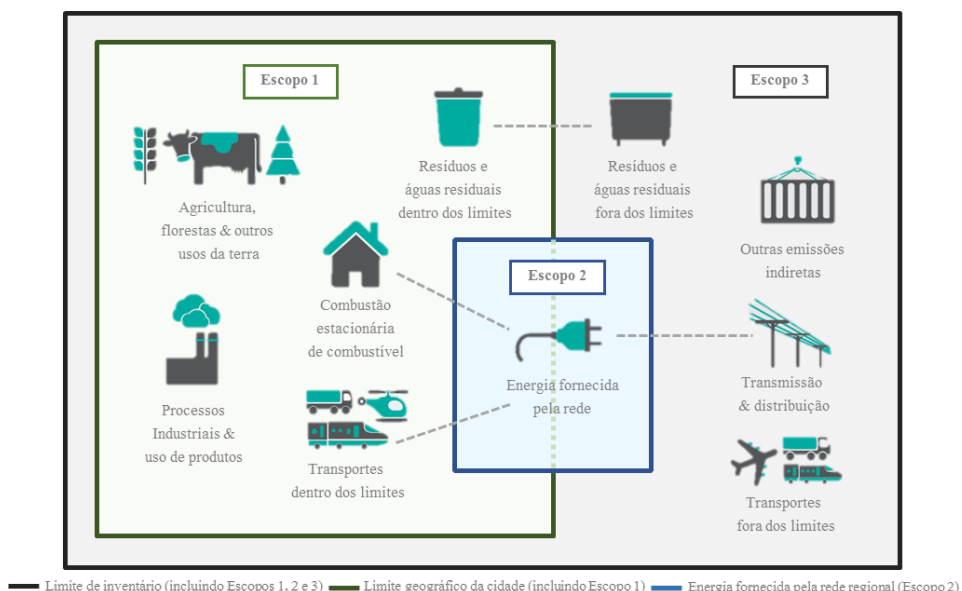 Escopo 1
Escopo 3
Resíduos e
águas residuais
dentro dos limites
Resíduos e
águas residuais
fora dos limites
Agricultura,
florestas & outros
usos da terra
Outras emissões
indiretas
Escopo 2
Combustão
estacionária
de combustível
Energia fornecida
pela rede
Transmissão
& distribuição
Processos
Industriais &
uso de produtos
Transportes
dentro dos limites
Transportes
fora dos limites
Limite de inventário (incluindo Escopos 1, 2 e 3)
Limite geográfico da cidade (incluindo Escopo 1)
Energia fornecida pela rede regional (Escopo 2)